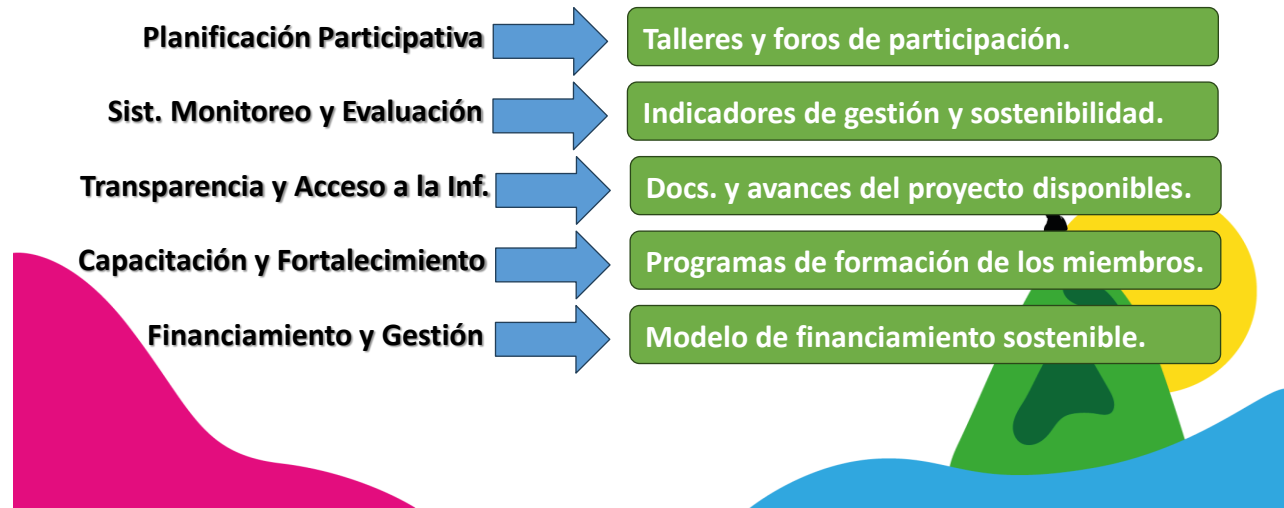 Planificación Participativa
Talleres y foros de participación.
Sist. Monitoreo y Evaluación
Indicadores de gestión y sostenibilidad.
Transparencia y Acceso a la Inf.
Docs. y avances del proyecto disponibles.
Capacitación y Fortalecimiento
Programas de formación de los miembros.
Financiamiento y Gestión
Modelo de financiamiento sostenible.